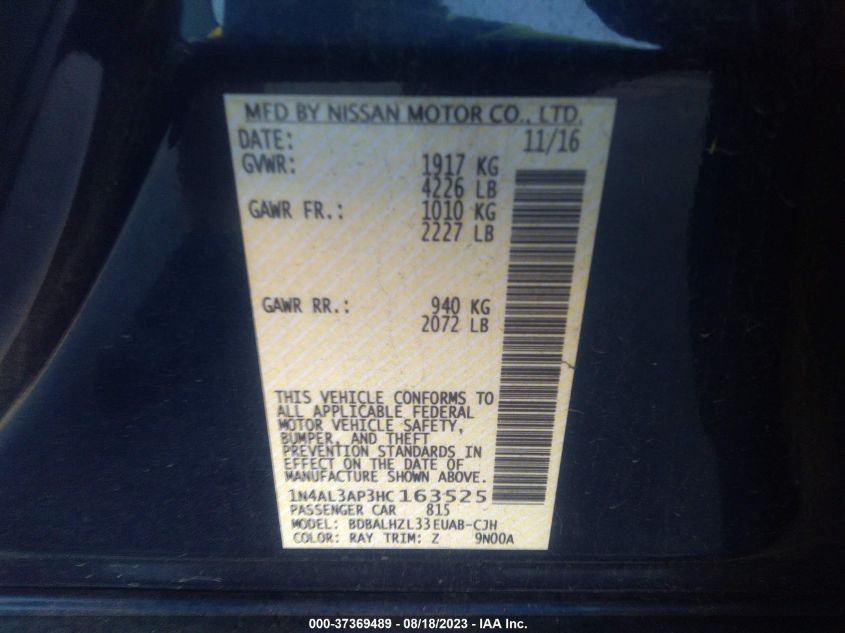 MFD BY NISSAN MOTOR CO., LTD.
DATE: 11/16
GVWR: 1917 KG
4226 LB
GAWR FR.: 1010 KG
2227 LB
GAWR RR.: 940 KG
2072 LB
THIS VEHICLE CONFORMS TO
ALL APPLICABLE FEDERAL
MOTOR VEHICLE SAFETY,
BUMPER, AND THEFT
PREVENTION STANDARDS IN
EFFECT ON THE DATE OF
MANUFACTURE SHOWN ABOVE.
1N4AL3AP3HC163525
PASSENGER CAR 815
MODEL: BDBALHZL33EUAB-CJH
COLOR: RAY TRIM: Z 9N00A
000-37369489 - 08/18/2023 - IAA Inc.